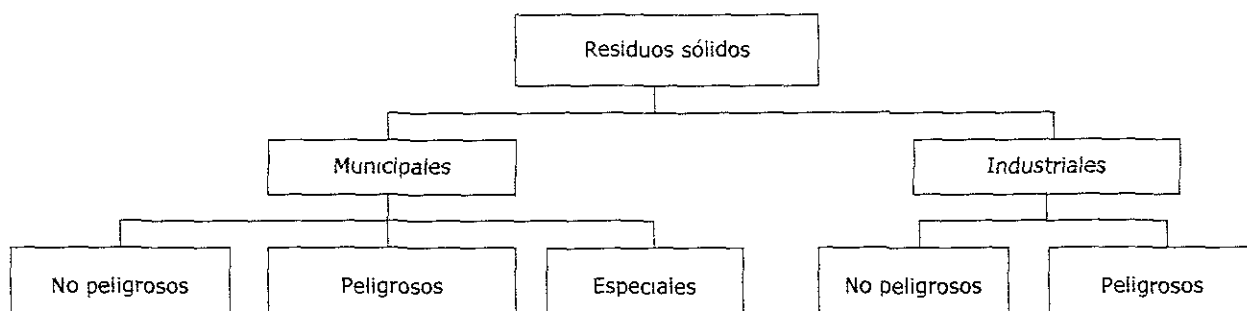 Residuos sólidos
Municipales
Industriales
No peligrosos
Peligrosos
Especiales
No peligrosos
Peligrosos